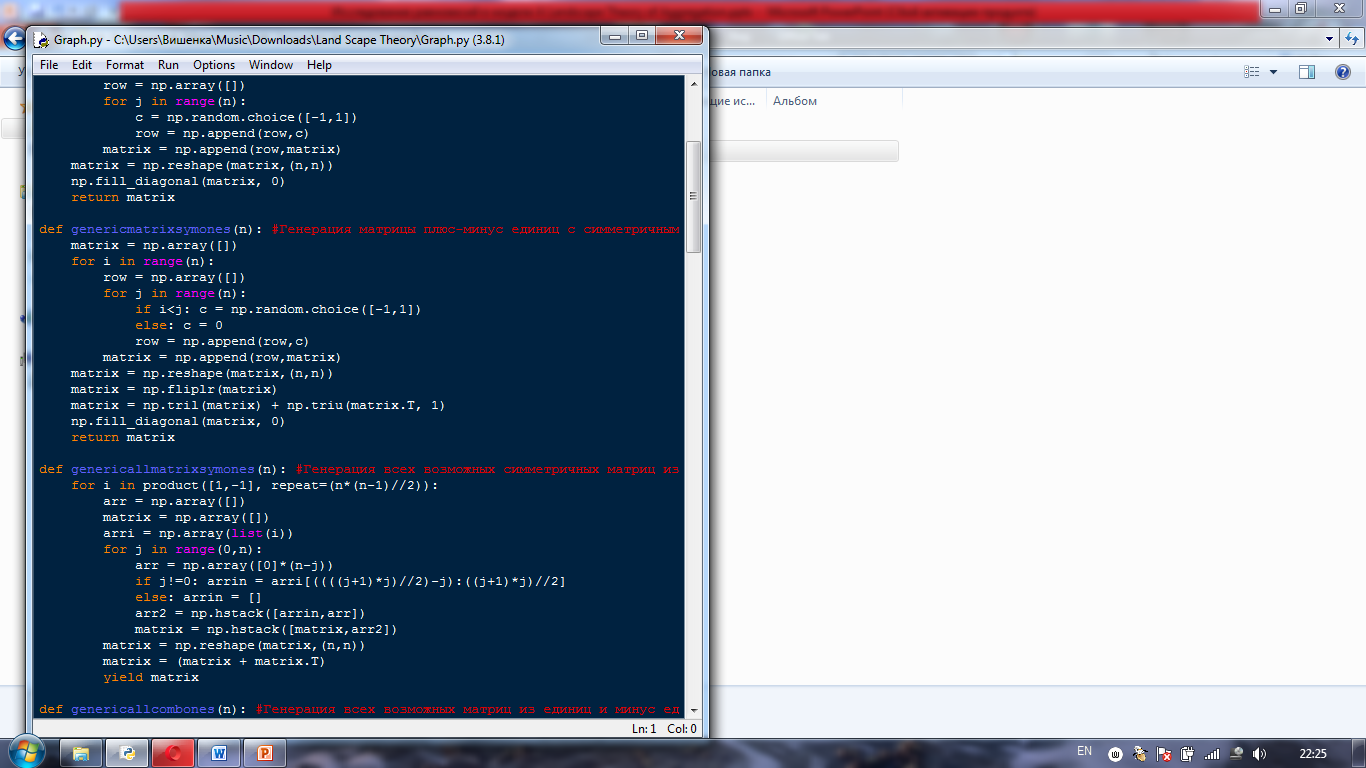 Graph.py - C:\Users\Вишенка\Music\Downloads\Land Scape Theory\Graph.py (3.8.1)
File Edit Format Run Options Window Help
овая папка
щие ис... Альбом
row = np.array([])
for j in range(n):
c = np.random.choice([-1,1])
row = np.append(row,c)
matrix = np.append(row,matrix)
matrix = np.reshape(matrix,(n,n))
np.fill_diagonal(matrix, 0)
return matrix
def genericmatrixsymones(n): #Генерация матрицы плюс-минус единиц с симметричным
matrix = np.array([])
for i in range(n):
row = np.array([])
for j in range(n):
if i<j: c = np.random.choice([-1,1])
else: c = 0
row = np.append(row,c)
matrix = np.append(row,matrix)
matrix = np.reshape(matrix,(n,n))
matrix = np.fliplr(matrix)
matrix = np.tril(matrix) + np.triu(matrix.T, 1)
np.fill_diagonal(matrix, 0)
return matrix
def genericallmatrixsymones(n): #Генерация всех возможных симметричных матриц из
for i in product([1,-1], repeat=(n*(n-1)//2)):
arr = np.array([])
matrix = np.array([])
arri = np.array(list(i))
for j in range(0,n):
arr = np.array([0]*(n-j))
if j!=0: arrin = arri[((((j+1)*j)//2)-j):((j+1)*j)//2]
else: arrin = []
arr2 = np.hstack([arrin,arr])
matrix = np.hstack([matrix,arr2])
matrix = np.reshape(matrix,(n,n))
matrix = (matrix + matrix.T)
yield matrix
def genericallcombones(n): #Генерация всех возможных матриц из единиц и минус ед
Ln: 1 Col: 0
EN
22:25